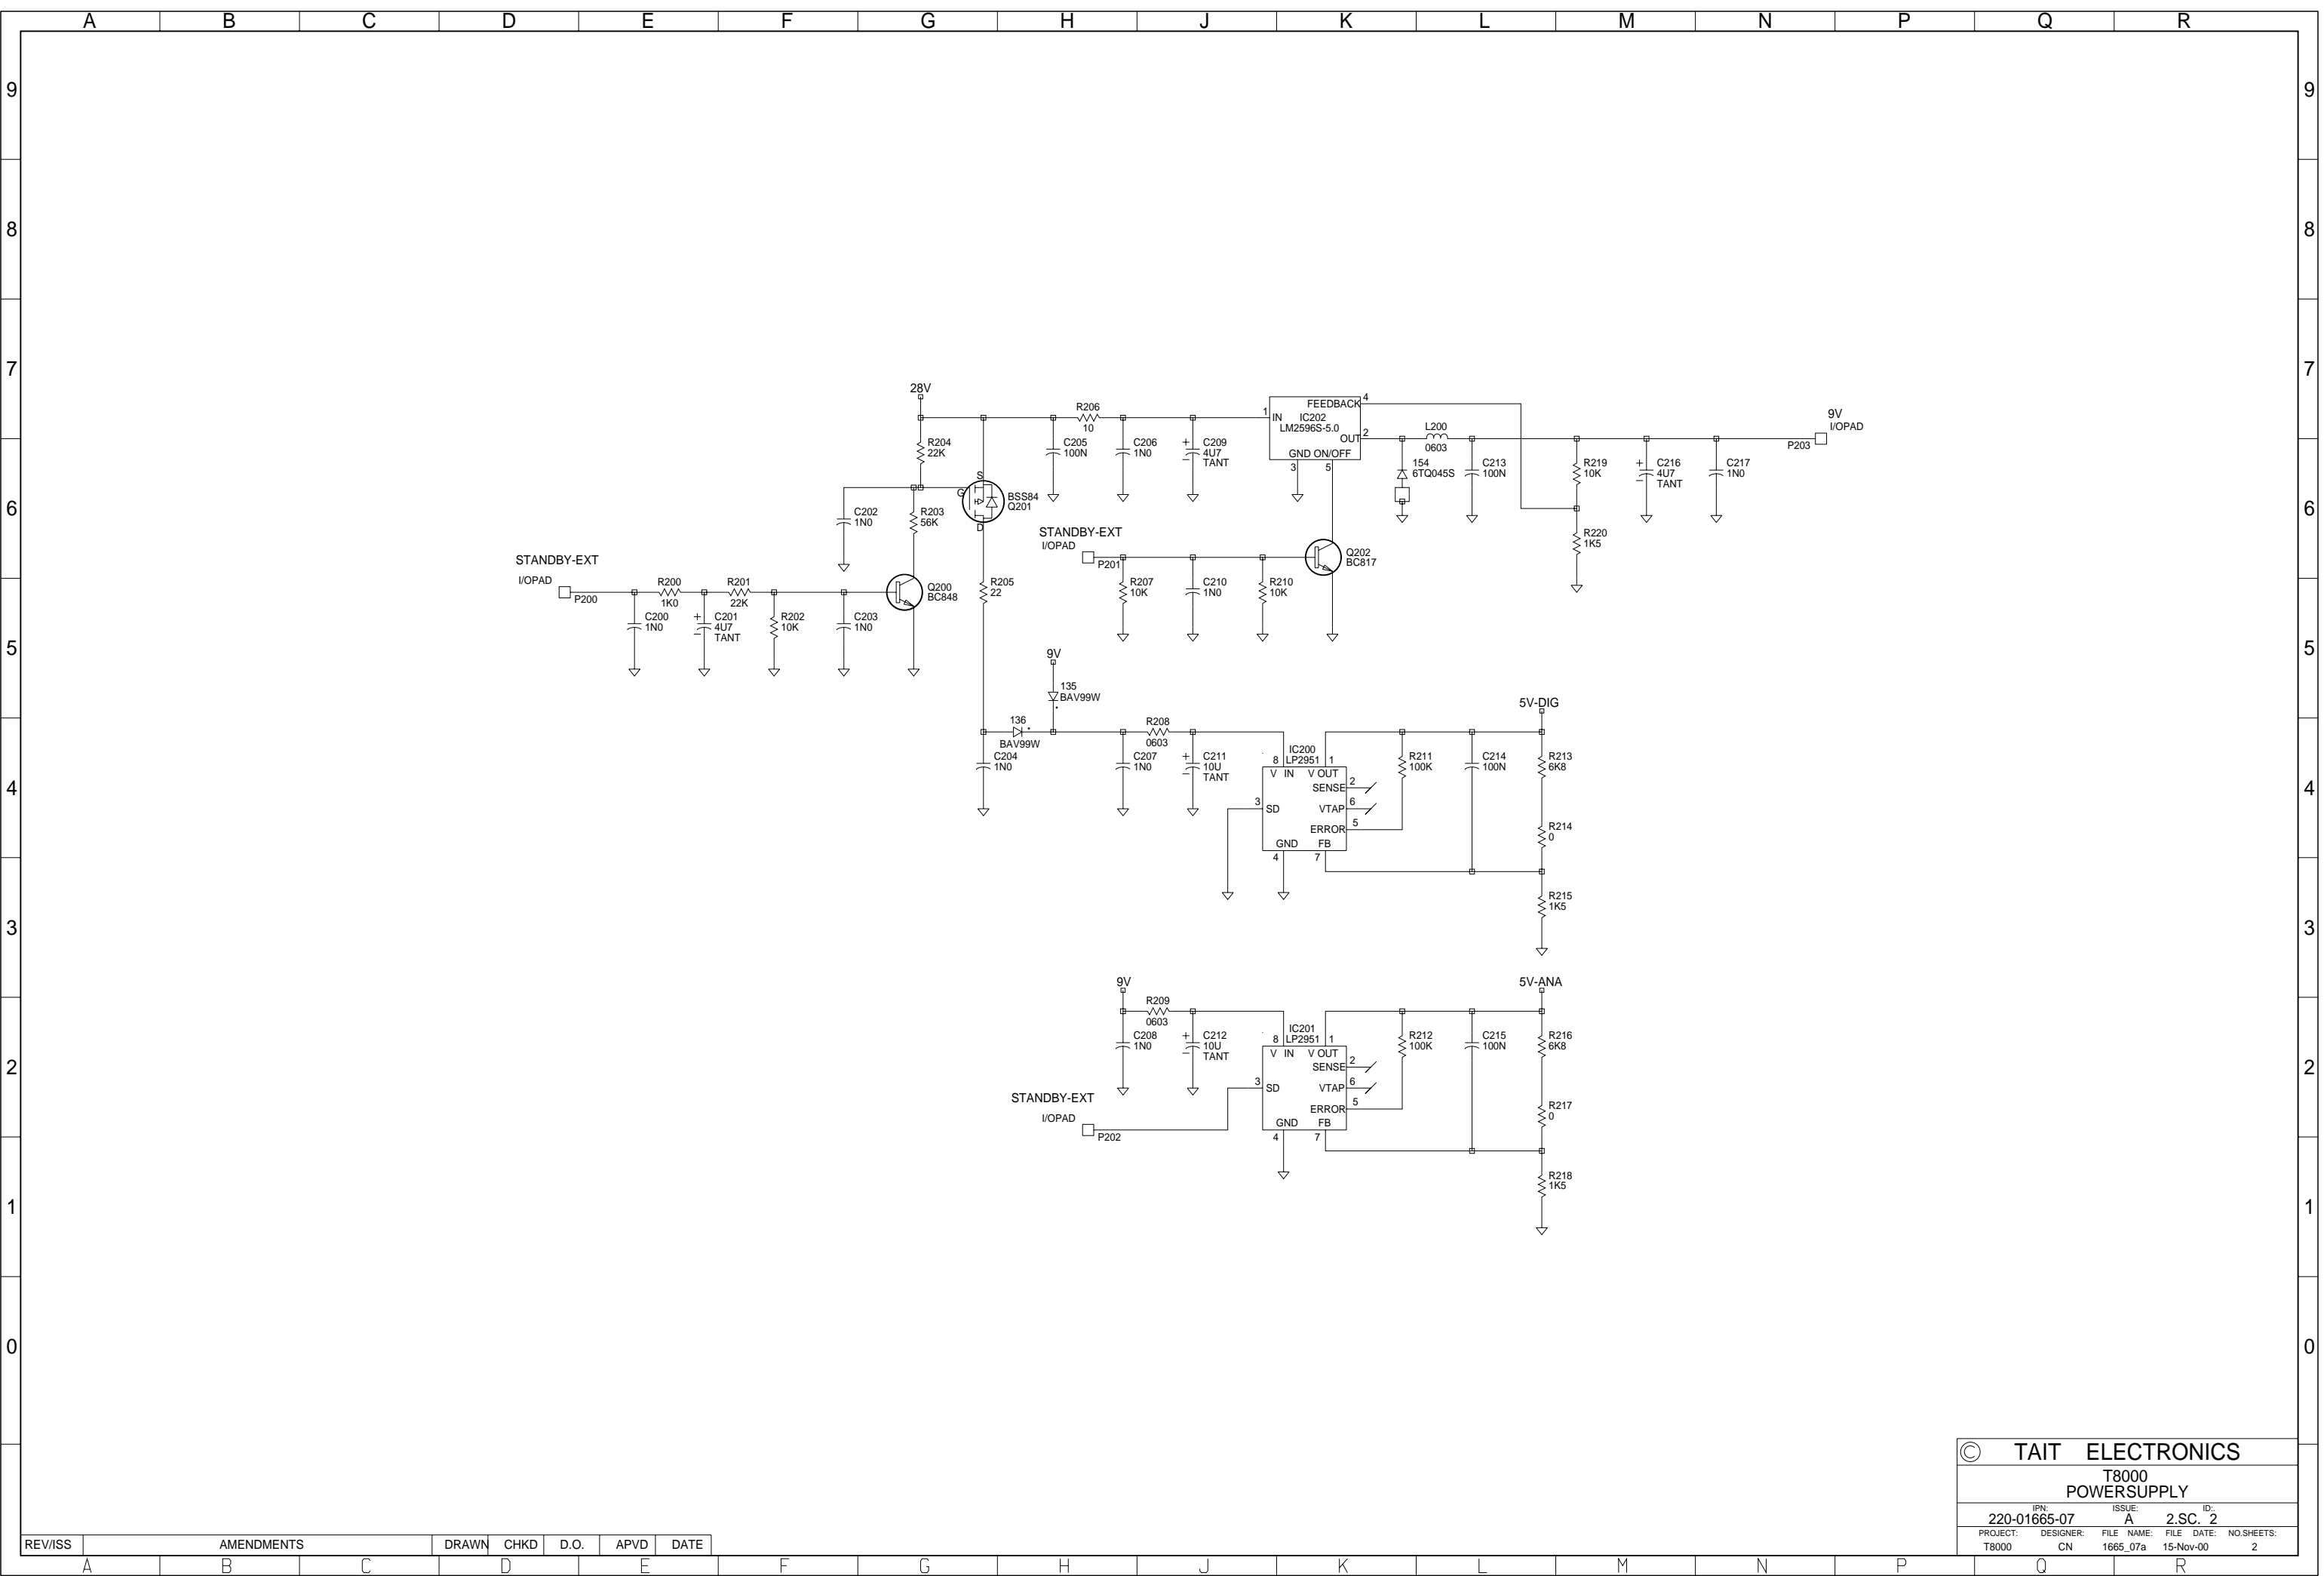 A B C D E F G H J K L M N P Q R
9 9
8 8
7 7
6 6
5 5
4 4
3 3
2 2
1 1
0 0
28V
R204
22K
R203
56K
C202
1N0
S
G
D
BSS84
Q201
R205
22
STANDBY-EXT
I/OPAD
P200
R200
1K0
R201
22K
C200
1N0
+
C201
4U7
TANT
R202
10K
C203
1N0
Q200
BC848
R206
10
C205
100N
C206
1N0
+
C209
4U7
TANT
1
IN
FEEDBACK
4
IC202
LM2596S-5.0
OUT
2
GND ON/OFF
3 5
154
6TQ045S
L200
0603
C213
100N
R219
10K
R220
1K5
+
C216
4U7
TANT
C217
1N0
P203
9V
I/OPAD
STANDBY-EXT
I/OPAD
P201
R207
10K
C210
1N0
R210
10K
Q202
BC817
9V
135
BAV99W
136
BAV99W
C204
1N0
C207
1N0
R208
0603
+
C211
10U
TANT
IC200
8 LP2951 1
V IN V OUT
SENSE 2
3 SD VTAP 6
ERROR 5
GND FB
4 7
R211
100K
C214
100N
5V-DIG
R213
6K8
R214
0
R215
1K5
9V
R209
0603
C208
1N0
+
C212
10U
TANT
STANDBY-EXT
I/OPAD
P202
IC201
8 LP2951 1
V IN V OUT
SENSE 2
3 SD VTAP 6
ERROR 5
GND FB
4 7
R212
100K
C215
100N
5V-ANA
R216
6K8
R217
0
R218
1K5
© TAIT ELECTRONICS
T8000
POWERSUPPLY
IPN: ISSUE: ID:.
220-01665-07 A 2.SC. 2
PROJECT: DESIGNER: FILE NAME: FILE DATE: NO.SHEETS:
T8000 CN 1665_07a 15-Nov-00 2
REV/ISS AMENDMENTS DRAWN CHKD D.O. APVD DATE
A B C D E F G H J K L M N P Q R